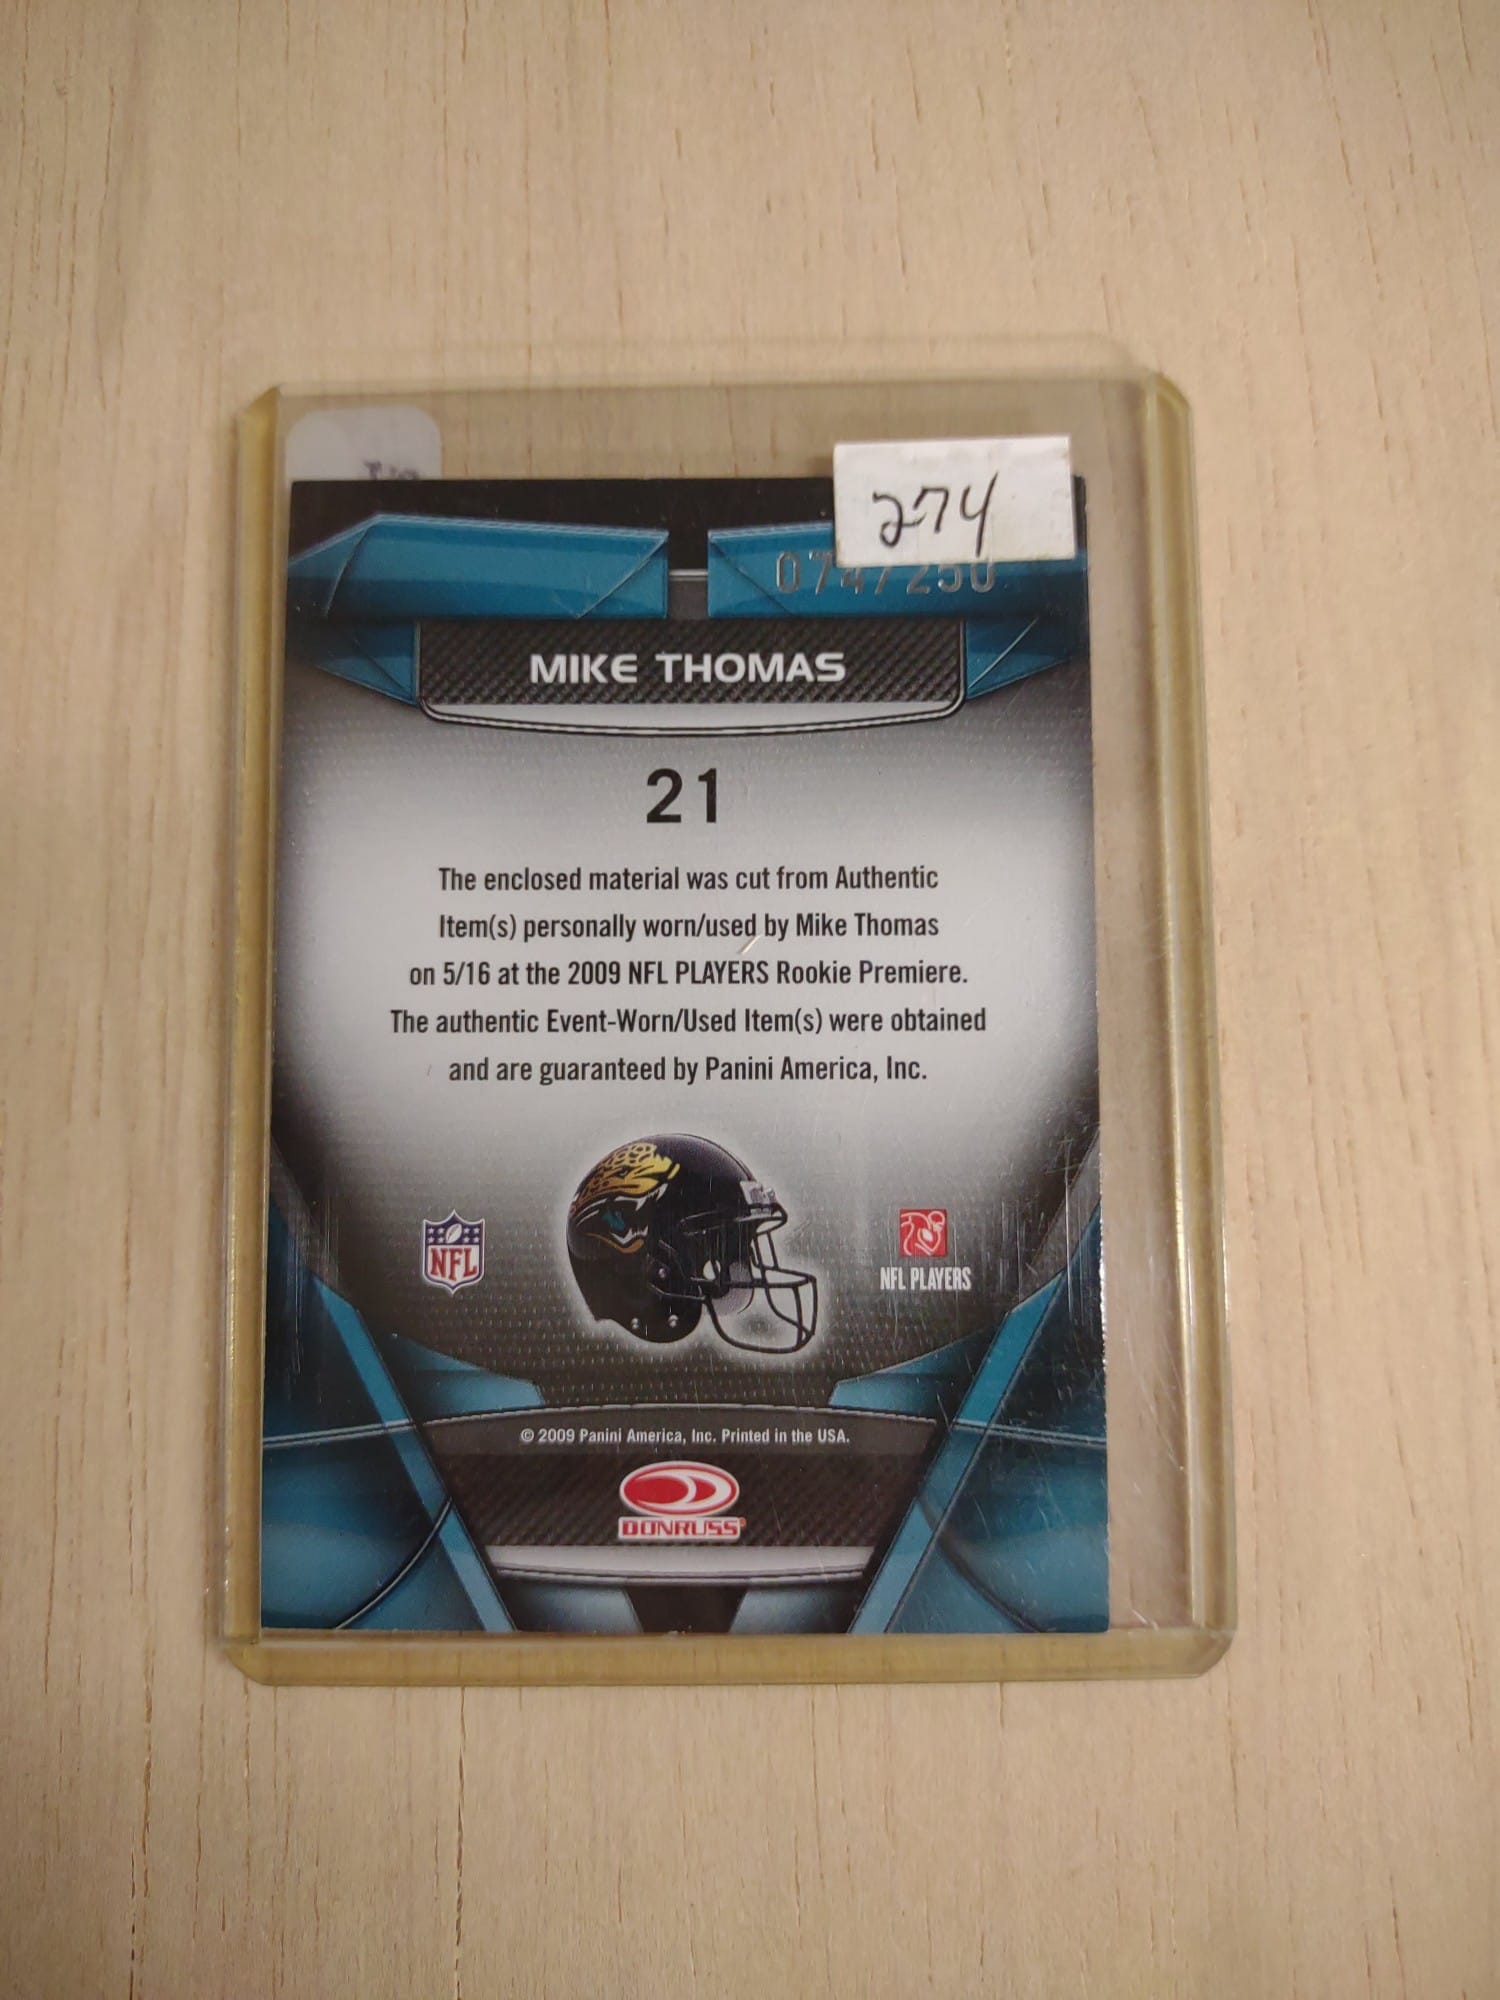 274
074/250
MIKE THOMAS
21
The enclosed material was cut from Authentic
Item(s) personally worn/used by Mike Thomas
on 5/16 at the 2009 NFL PLAYERS Rookie Premiere.
The authentic Event-Worn/Used Item(s) were obtained
and are guaranteed by Panini America, Inc.
NFL
NFL PLAYERS
© 2009 Panini America, Inc. Printed in the USA.
DONRUSS